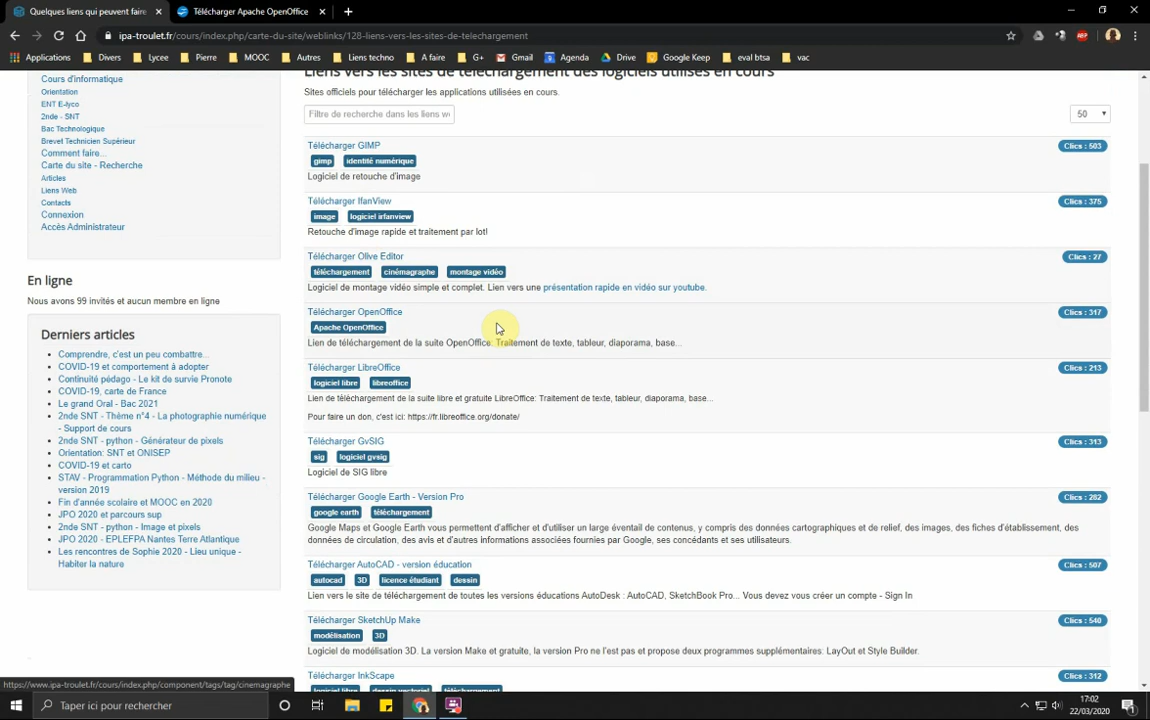 Quelques liens qui peuvent faire
Télécharger Apache OpenOffice
ipa-troulet.fr/cours/index.php/carte-du-site/weblinks/128-liens-vers-les-sites-de-telechargement
Applications Divers Lycee Pierre MOOC Autres Liens techno A faire G+ Gmail Agenda Drive Google Keep eval btsa vac
Liens vers les sites de téléchargement des logiciels utilisés en cours
Sites officiels pour télécharger les applications utilisées en cours.
Filtre de recherche dans les liens w
50
Cours d'informatique
Orientation
ENT E-lyco
2nde - SNT
Bac Technologique
Brevet Technicien Supérieur
Comment faire...
Carte du site - Recherche
Articles
Liens Web
Contacts
Connexion
Accès Administrateur
En ligne
Nous avons 99 invités et aucun membre en ligne
Derniers articles
Comprendre, c'est un peu combattre...
COVID-19 et comportement à adopter
Continuité pédago - Le kit de survie Pronote
COVID-19, carte de France
Le grand Oral - Bac 2021
2nde SNT - Thème n°4 - La photographie numérique
- Support de cours
2nde SNT - python - Générateur de pixels
Orientation: SNT et ONISEP
COVID-19 et carto
STAV - Programmation Python - Méthode du milieu -
version 2019
Fin d'année scolaire et MOOC en 2020
JPO 2020 et parcours sup
2nde SNT - python - Image et pixels
JPO 2020 - EPLEFPA Nantes Terre Atlantique
Les rencontres de Sophie 2020 - Lieu unique -
Habiter la nature
Télécharger GIMP Clics : 503
gimp identité numérique
Logiciel de retouche d'image
Télécharger IfanView Clics : 375
image logiciel irfanview
Retouche d'image rapide et traitement par lot!
Télécharger Olive Editor Clics : 27
téléchargement cinémagraphe montage vidéo
Logiciel de montage vidéo simple et complet. Lien vers une présentation rapide en vidéo sur youtube.
Télécharger OpenOffice Clics : 317
Apache OpenOffice
Lien de téléchargement de la suite OpenOffice: Traitement de texte, tableur, diaporama, base...
Télécharger LibreOffice Clics : 213
logiciel libre libreoffice
Lien de téléchargement de la suite libre et gratuite LibreOffice: Traitement de texte, tableur, diaporama, base...
Pour faire un don, c'est ici: https://fr.libreoffice.org/donate/
Télécharger GvSIG Clics : 313
sig logiciel gvsig
Logiciel de SIG libre
Télécharger Google Earth - Version Pro Clics : 282
google earth téléchargement
Google Maps et Google Earth vous permettent d'afficher et d'utiliser un large éventail de contenus, y compris des données cartographiques et de relief, des images, des fiches d'établissement, des
données de circulation, des avis et d'autres informations associées fournies par Google, ses concédants et ses utilisateurs.
Télécharger AutoCAD - version éducation Clics : 507
autocad 3D licence étudiant dessin
Lien vers le site de téléchargement de toutes les versions éducations AutoDesk : AutoCAD, SketchBook Pro... Vous devez vous créer un compte - Sign In
Télécharger SketchUp Make Clics : 540
modélisation 3D
Logiciel de modélisation 3D. La version Make et gratuite, la version Pro ne l'est pas et propose deux programmes supplémentaires: LayOut et Style Builder.
Télécharger InkScape Clics : 312
logiciel libre dessin vectoriel téléchargement
https://www.ipa-troulet.fr/cours/index.php/component/tags/tag/cinemagraphe
Taper ici pour rechercher
17:02
22/03/2020